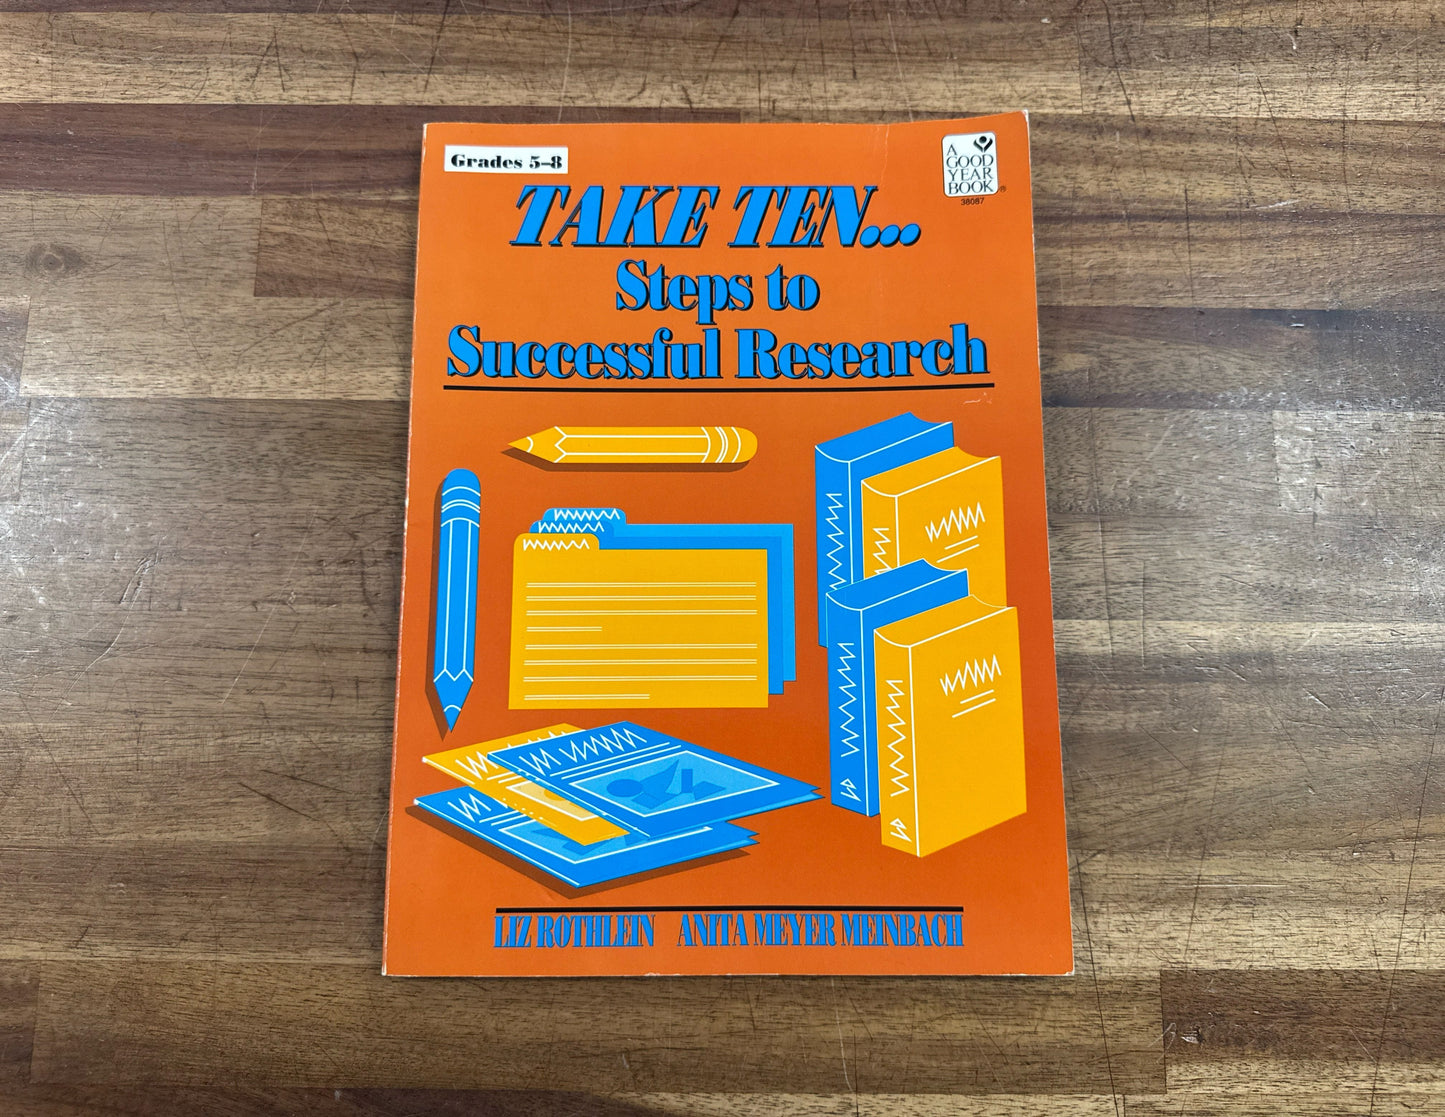 Grades 5–8
A
GOOD
YEAR
BOOK®
38087
TAKE TEN...
Steps to
Successful Research
LIZ ROTHLEIN ANITA MEYER MEINBACH